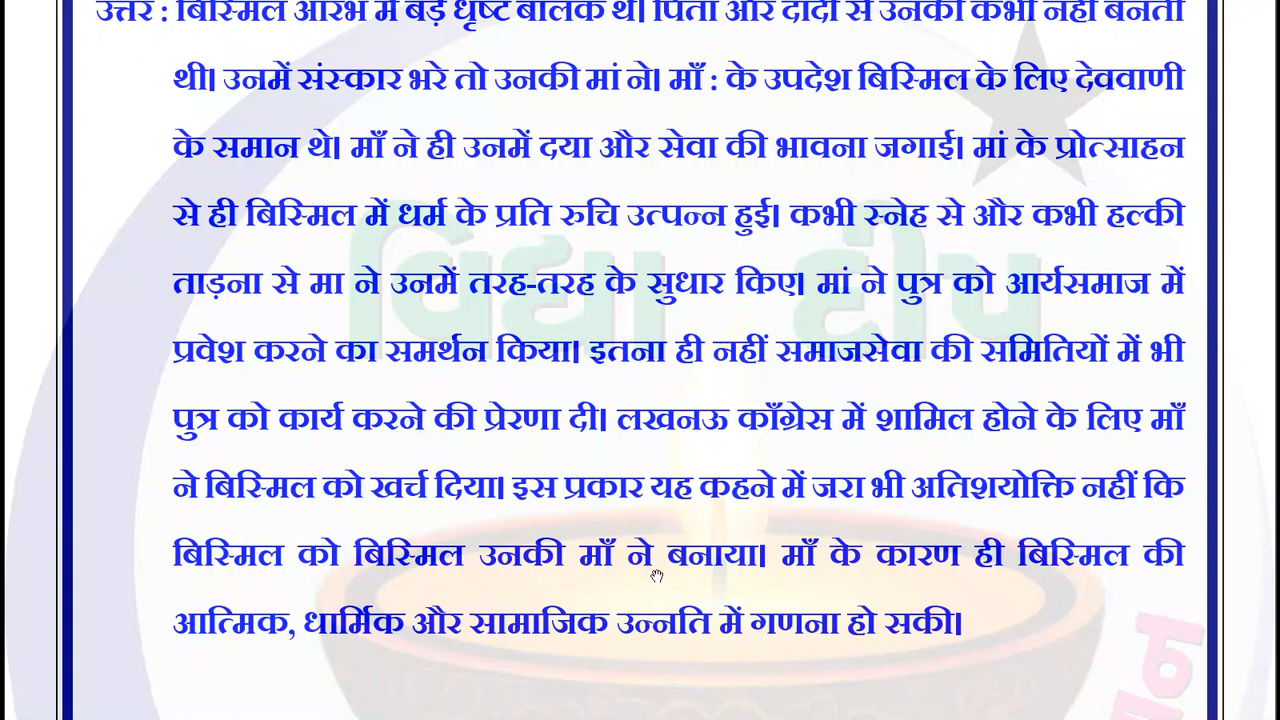 उत्तर : बिस्मिल आरंभ में बड़े धृष्ट बालक थे। पिता और दादी से उनकी कभी नहीं बनती
थी। उनमें संस्कार भरे तो उनकी मां ने। माँ : के उपदेश बिस्मिल के लिए देववाणी
के समान थे। माँ ने ही उनमें दया और सेवा की भावना जगाई। मां के प्रोत्साहन
से ही बिस्मिल में धर्म के प्रति रुचि उत्पन्न हुई। कभी स्नेह से और कभी हल्की
ताड़ना से मा ने उनमें तरह-तरह के सुधार किए। मां ने पुत्र को आर्यसमाज में
प्रवेश करने का समर्थन किया। इतना ही नहीं समाजसेवा की समितियों में भी
पुत्र को कार्य करने की प्रेरणा दी। लखनऊ काँग्रेस में शामिल होने के लिए माँ
ने बिस्मिल को खर्च दिया। इस प्रकार यह कहने में जरा भी अतिशयोक्ति नहीं कि
बिस्मिल को बिस्मिल उनकी माँ ने बनाया। माँ के कारण ही बिस्मिल की
आत्मिक, धार्मिक और सामाजिक उन्नति में गणना हो सकी।
विद्या दीप